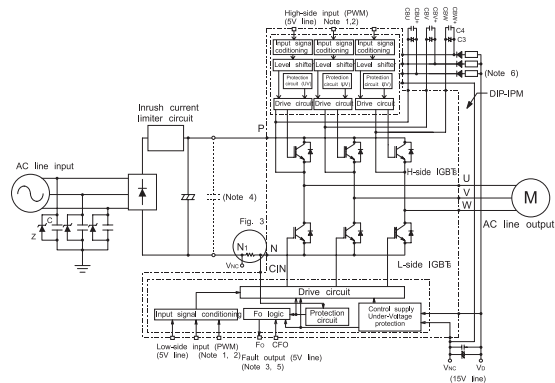 High-side input (PWM)
(5V line) Note 1,2)
CBU-
CBU+
CBV-
CBV+
CBW-
CBW+
C4
C3
Input signal conditioning
Input signal conditioning
Input signal conditioning
Level shifter
Level shifter
Level shifter
Protection circuit (UV)
Protection circuit (UV)
Protection circuit (UV)
Drive circuit
Drive circuit
Drive circuit
(Note 6)
DIP-IPM
Inrush current
limiter circuit
P
AC line input
H-side IGBTS
U
V
W
M
AC line output
(Note 4)
C
Z
Fig. 3
N1
VNC
N
CIN
L-side IGBTS
Drive circuit
Input signal conditioning
Fo logic
Protection
circuit
Control supply
Under-Voltage
protection
Low-side input (PWM)
(5V line) (Note 1, 2)
FO CFO
Fault output (5V line)
(Note 3, 5)
VNC
VD
(15V line)